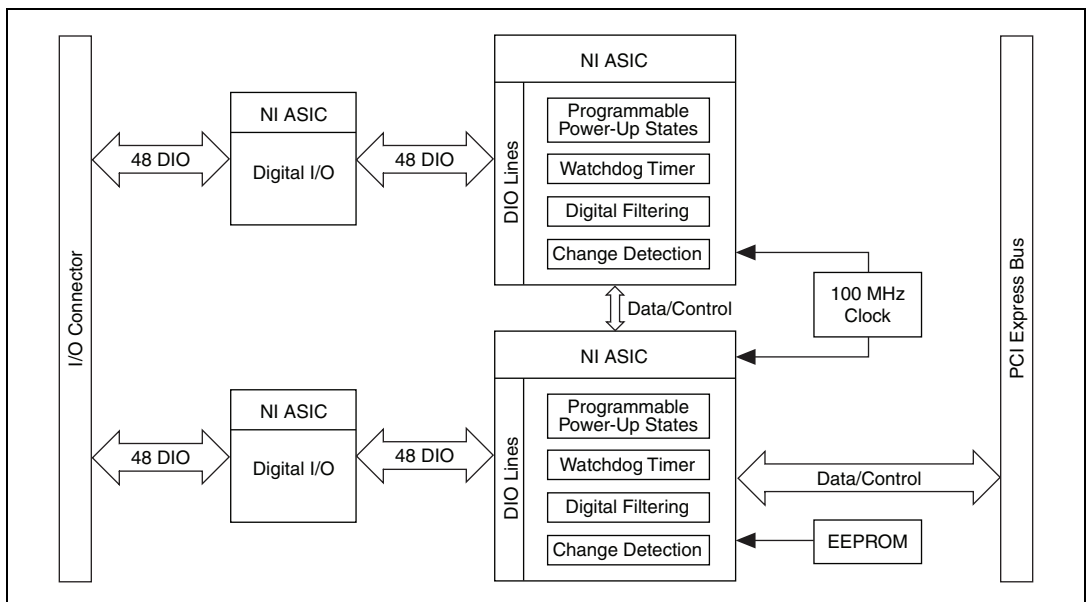 I/O Connector
48 DIO
NI ASIC
Digital I/O
48 DIO
NI ASIC
DIO Lines
Programmable
Power-Up States
Watchdog Timer
Digital Filtering
Change Detection
Data/Control
100 MHz
Clock
PCI Express Bus
48 DIO
NI ASIC
Digital I/O
48 DIO
NI ASIC
DIO Lines
Programmable
Power-Up States
Watchdog Timer
Digital Filtering
Change Detection
Data/Control
EEPROM